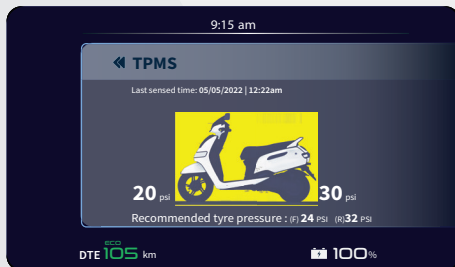 9:15 am
TPMS
Last sensed time: 05/05/2022 | 12:22am
20 psi 30 psi
Recommended tyre pressure : (F) 24 PSI (R)32 PSI
ECO
DTE 105 km 100%